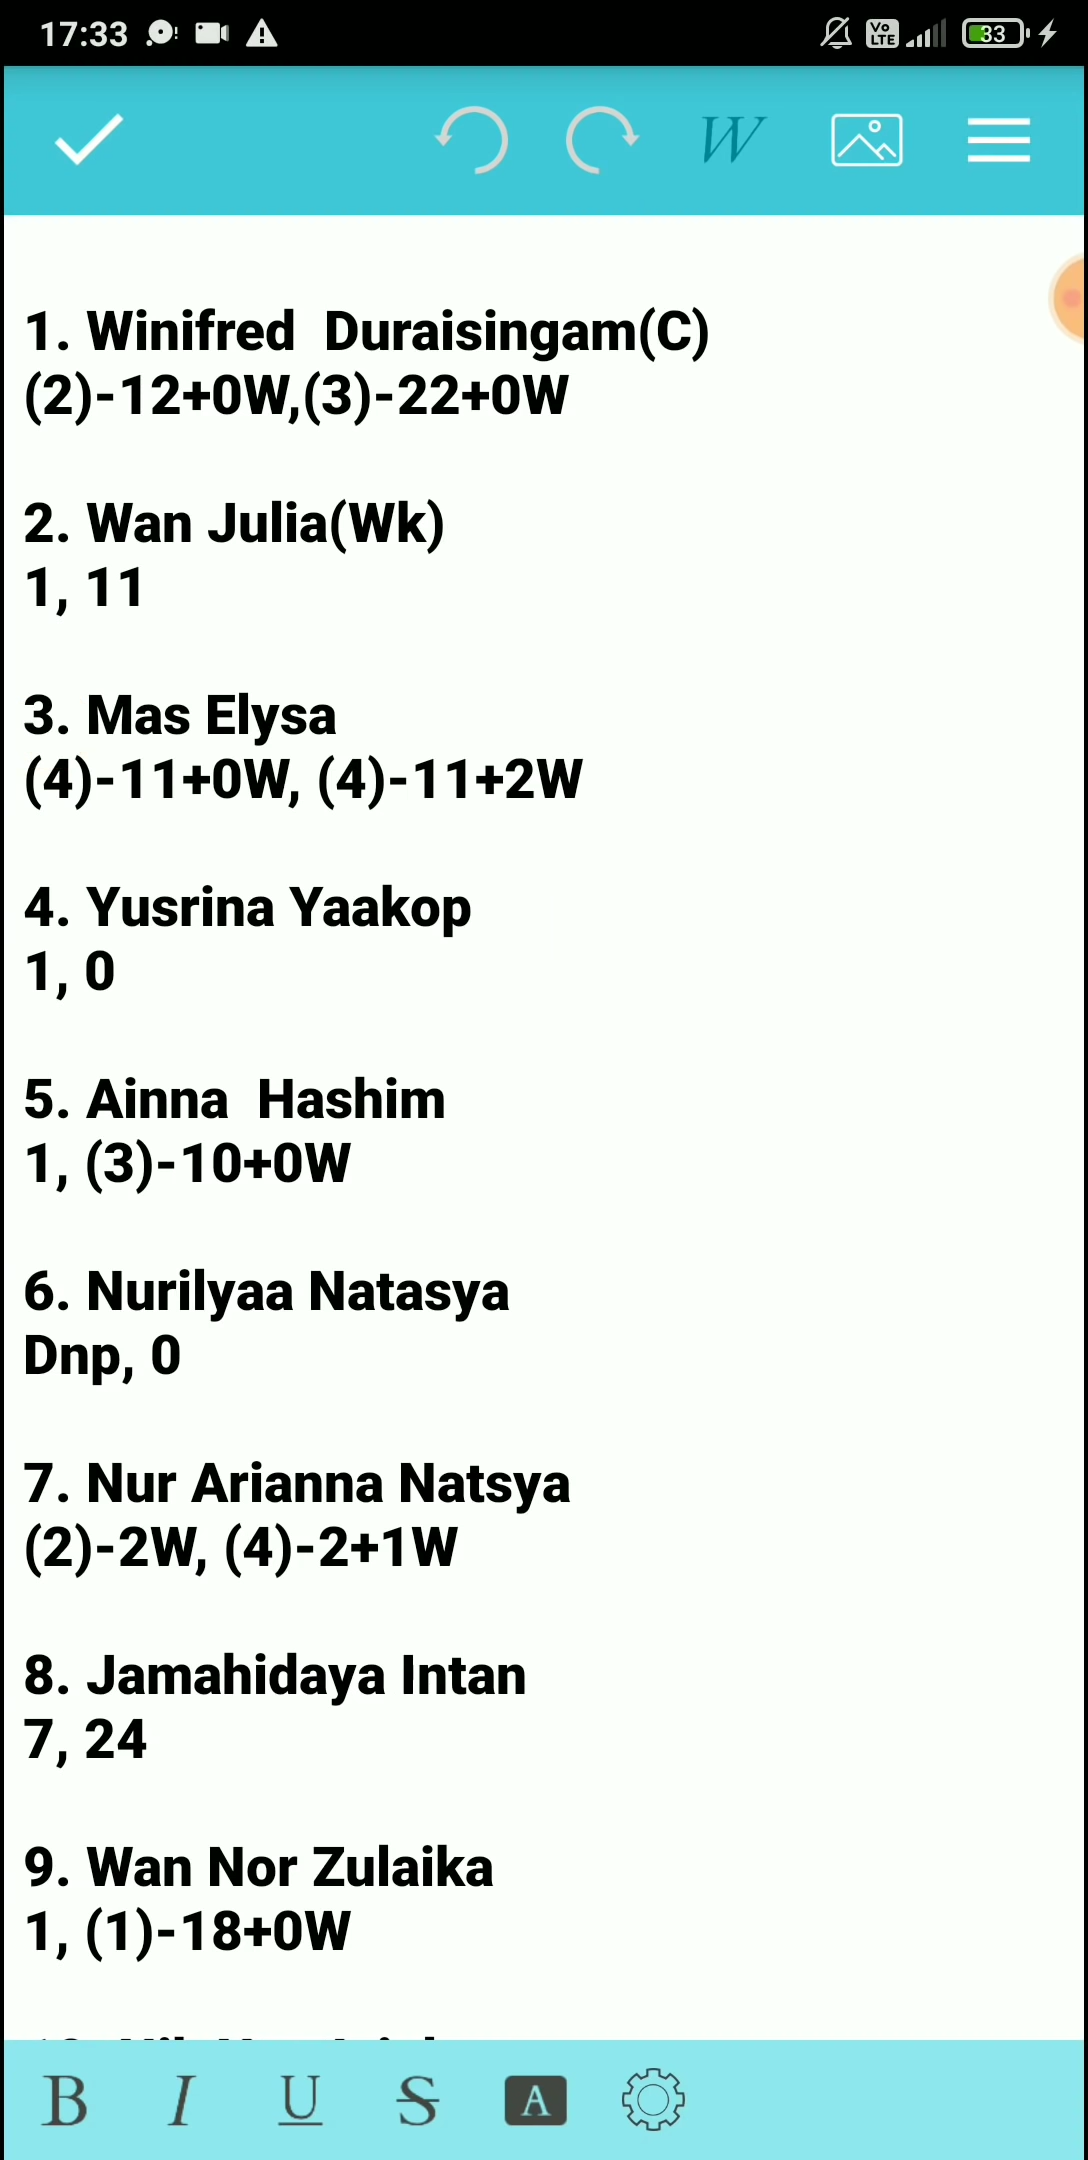 17:33
Vo
LTE
33
W
1. Winifred  Duraisingam(C)
(2)-12+0W,(3)-22+0W
2. Wan Julia(Wk)
1, 11
3. Mas Elysa
(4)-11+0W, (4)-11+2W
4. Yusrina Yaakop
1, 0
5. Ainna  Hashim
1, (3)-10+0W
6. Nurilyaa Natasya
Dnp, 0
7. Nur Arianna Natsya
(2)-2W, (4)-2+1W
8. Jamahidaya Intan
7, 24
9. Wan Nor Zulaika
1, (1)-18+0W
B I U S A